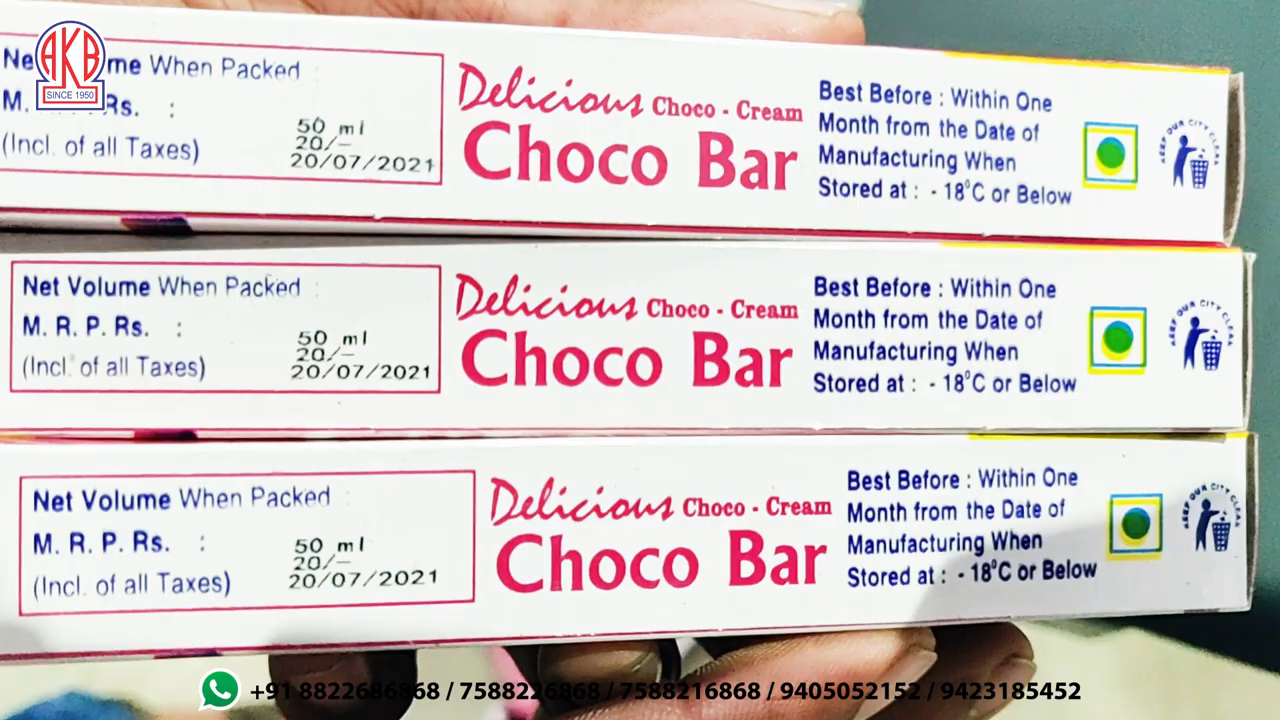 AKB
SINCE 1950
Ne me When Packed :
M. Rs. :
(Incl. of all Taxes)
50 ml
20/-
20/07/2021
Delicious Choco - Cream
Choco Bar
Best Before : Within One
Month from the Date of
Manufacturing When
Stored at : - 18°C or Below
KEEP OUR CITY CLEAN
Net Volume When Packed :
M. R. P. Rs. :
(Incl. of all Taxes)
50 ml
20/-
20/07/2021
Delicious Choco - Cream
Choco Bar
Best Before : Within One
Month from the Date of
Manufacturing When
Stored at : - 18°C or Below
KEEP OUR CITY CLEAN
Net Volume When Packed :
M. R. P. Rs. :
(Incl. of all Taxes)
50 ml
20/-
20/07/2021
Delicious Choco - Cream
Choco Bar
Best Before : Within One
Month from the Date of
Manufacturing When
Stored at : - 18°C or Below
KEEP OUR CITY CLEAN
+91 8822686868 / 7588226868 / 7588216868 / 9405052152 / 9423185452